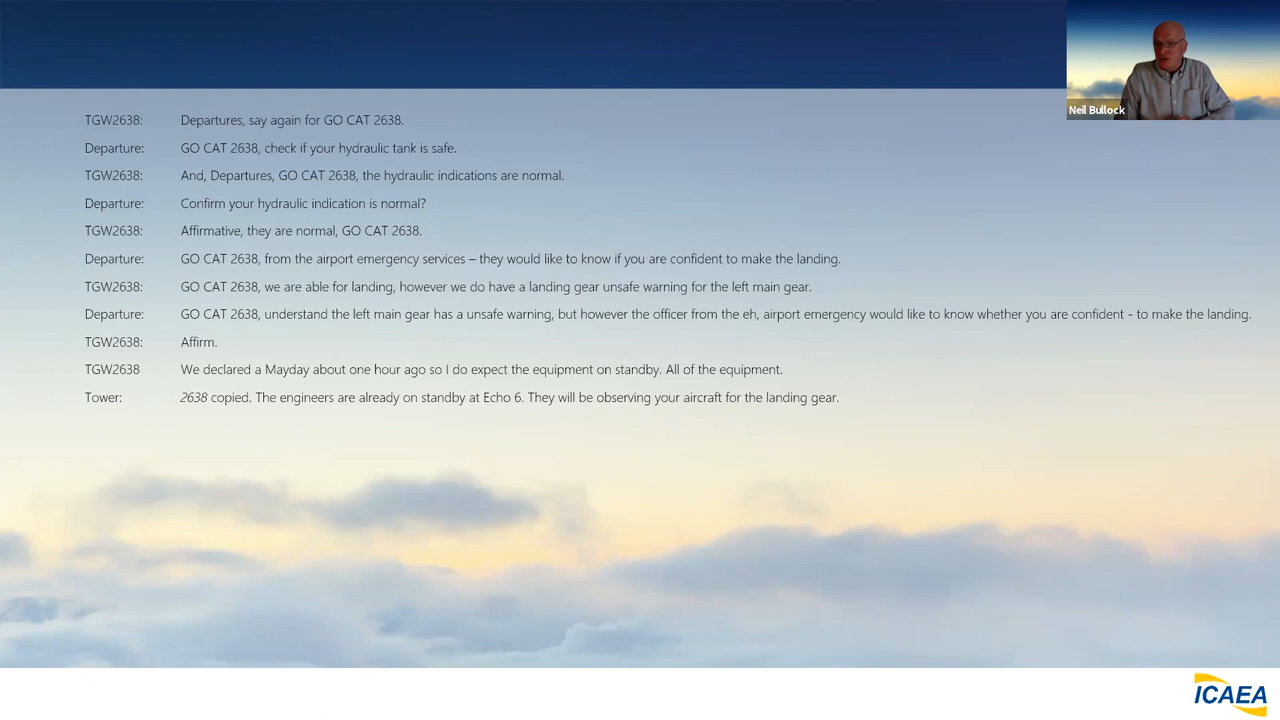 Neil Bullock
TGW2638: Departures, say again for GO CAT 2638.
Departure: GO CAT 2638, check if your hydraulic tank is safe.
TGW2638: And, Departures, GO CAT 2638, the hydraulic indications are normal.
Departure: Confirm your hydraulic indication is normal?
TGW2638: Affirmative, they are normal, GO CAT 2638.
Departure: GO CAT 2638, from the airport emergency services – they would like to know if you are confident to make the landing.
TGW2638: GO CAT 2638, we are able for landing, however we do have a landing gear unsafe warning for the left main gear.
Departure: GO CAT 2638, understand the left main gear has a unsafe warning, but however the officer from the eh, airport emergency would like to know whether you are confident - to make the landing.
TGW2638: Affirm.
TGW2638 We declared a Mayday about one hour ago so I do expect the equipment on standby. All of the equipment.
Tower: 2638 copied. The engineers are already on standby at Echo 6. They will be observing your aircraft for the landing gear.
ICAEA